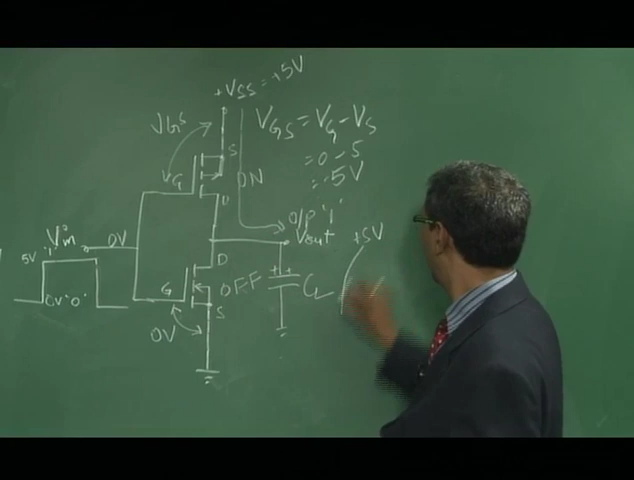 +VSS=+5V
VGS
VGS=VG-VS
=0-5
=-5V
S
VG
ON
D
O/P '1'
Vout
Vin
0V
5V
+5V
D
0V '0'
G
OFF
CL
S
0V